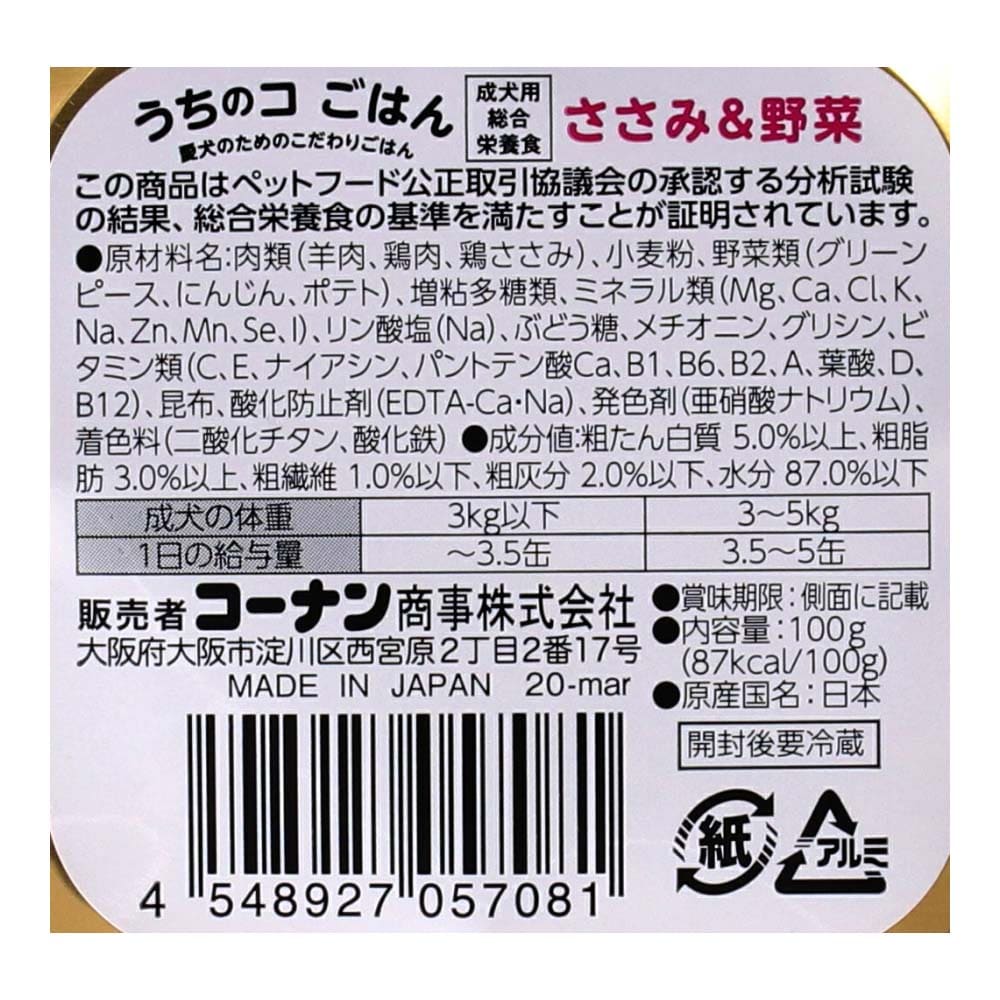 うちのコ ごはん
愛犬のためのこだわりごはん
成犬用
総合
栄養食
ささみ&野菜
この商品はペットフード公正取引協議会の承認する分析試験
の結果、総合栄養食の基準を満たすことが証明されています。
●原材料名:肉類(羊肉、鶏肉、鶏ささみ)、小麦粉、野菜類(グリーン
ピース、にんじん、ポテト)、増粘多糖類、ミネラル類(Mg、Ca、Cl、K、
Na、Zn、Mn、Se、I)、リン酸塩(Na)、ぶどう糖、メチオニン、グリシン、ビ
タミン類(C、E、ナイアシン、パントテン酸Ca、B1、B6、B2、A、葉酸、D、
B12)、昆布、酸化防止剤(EDTA-Ca・Na)、発色剤(亜硝酸ナトリウム)、
着色料(二酸化チタン、酸化鉄) ●成分値:粗たん白質 5.0%以上、粗脂
肪 3.0%以上、粗繊維 1.0%以下、粗灰分 2.0%以下、水分 87.0%以下
成犬の体重 3kg以下 3〜5kg
1日の給与量 〜3.5缶 3.5〜5缶
販売者 コーナン商事株式会社
大阪府大阪市淀川区西宮原2丁目2番17号
MADE IN JAPAN 20-mar
●賞味期限:側面に記載
●内容量:100g
(87kcal/100g)
●原産国名:日本
開封後要冷蔵
紙
アルミ
4 548927 057081